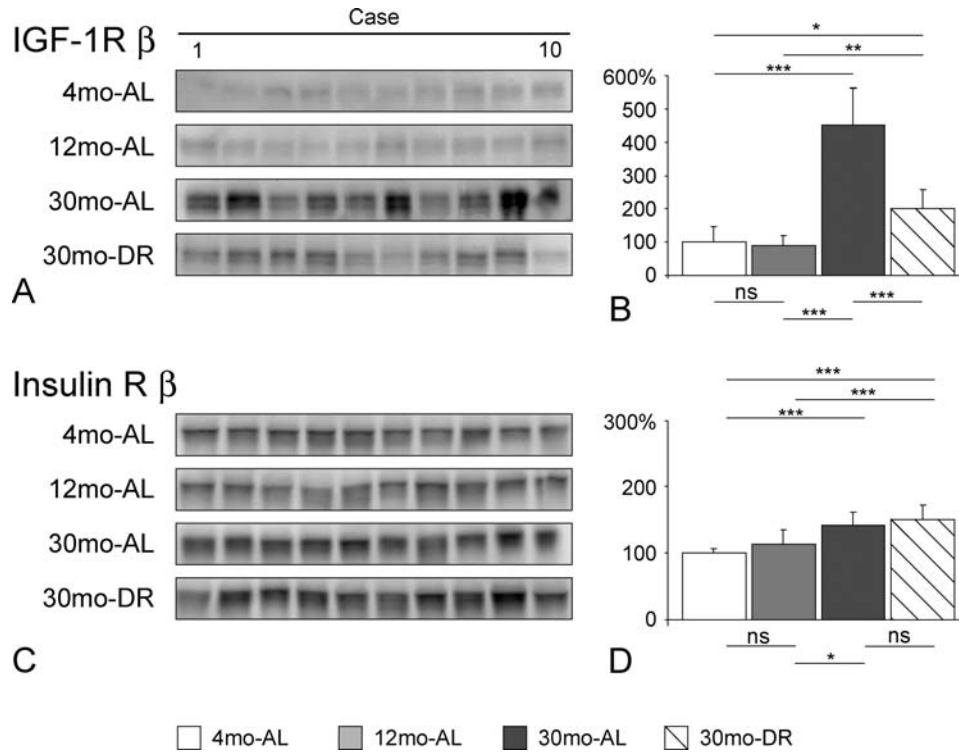 Case
IGF-1R β
1 10
4mo-AL
12mo-AL
30mo-AL
30mo-DR
A
*
**
***
600%
500
400
300
200
100
0
ns
***
***
B
Insulin R β
4mo-AL
12mo-AL
30mo-AL
30mo-DR
C
***
***
***
300%
200
100
0
ns
ns
*
D
4mo-AL 12mo-AL 30mo-AL 30mo-DR